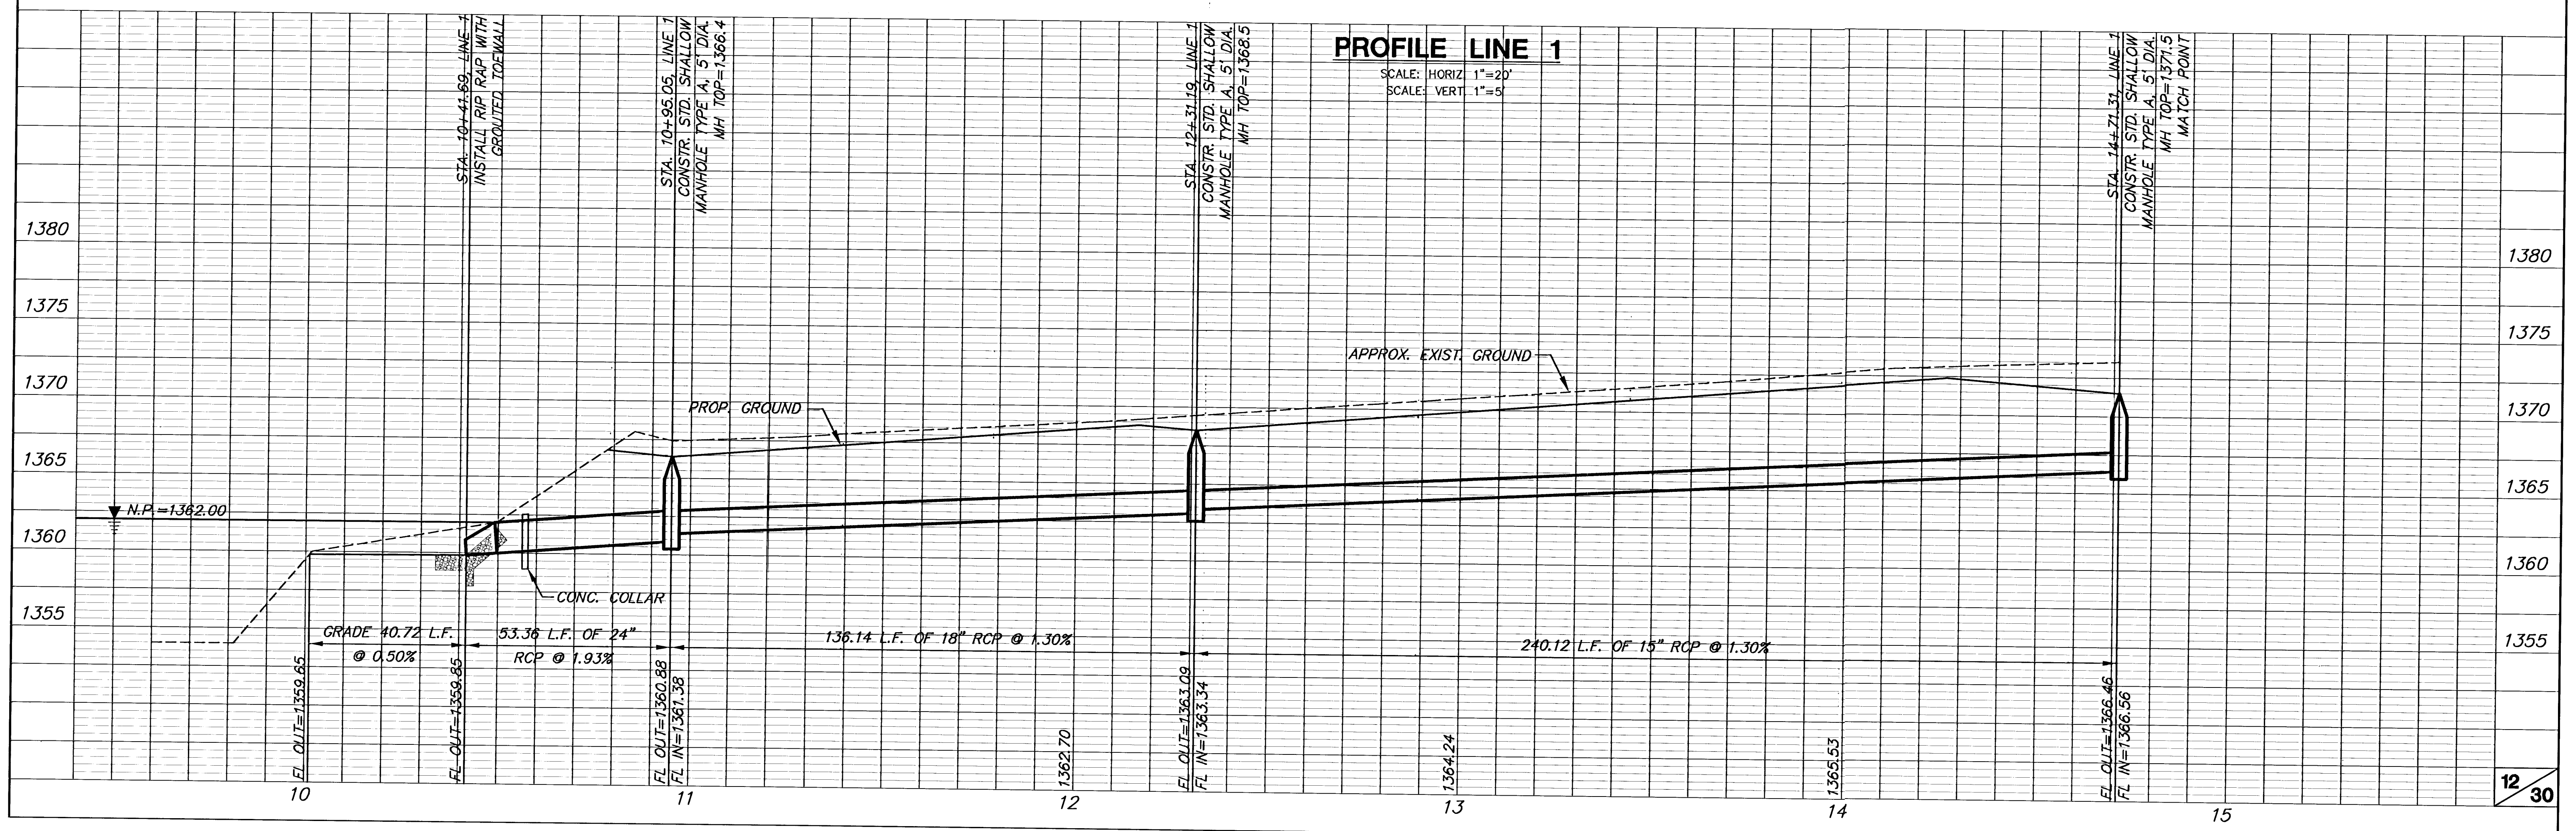 PROFILE LINE 1
SCALE: HORIZ. 1"=20'
SCALE: VERT. 1"=5'
STA. 10+41.69, LINE 1
INSTALL RIP RAP WITH
GROUTED TOEWALL
STA. 10+95.05, LINE 1
CONSTR. STD. SHALLOW
MANHOLE TYPE A, 5' DIA.
MH TOP=1366.4
STA. 12+31.19, LINE 1
CONSTR. STD. SHALLOW
MANHOLE TYPE A, 5' DIA.
MH TOP=1368.5
STA. 14+71.31, LINE 1
CONSTR. STD. SHALLOW
MANHOLE TYPE A, 5' DIA.
MH TOP=1371.5
MATCH POINT
1380
1375
1370
1365
1360
1355
1380
1375
1370
1365
1360
1355
APPROX. EXIST. GROUND
PROP. GROUND
N.P.=1362.00
CONC. COLLAR
GRADE 40.72 L.F.
@ 0.50%
53.36 L.F. OF 24"
RCP @ 1.93%
136.14 L.F. OF 18" RCP @ 1.30%
240.12 L.F. OF 15" RCP @ 1.30%
FL OUT=1359.65
FL OUT=1359.85
FL OUT=1360.88
FL IN=1361.38
1362.70
FL OUT=1363.09
FL IN=1363.34
1364.24
1365.53
FL OUT=1366.46
FL IN=1366.56
10
11
12
13
14
15
12/30